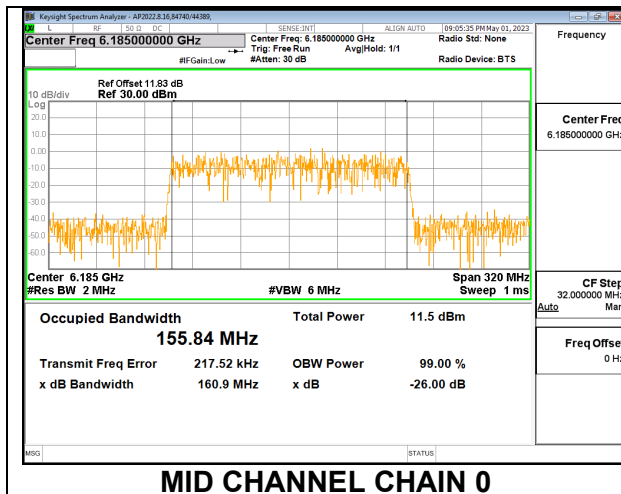 Keysight Spectrum Analyzer - AP2022.8.16,84740/44389,
L RF 50 Ω DC SENSE:INT ALIGN AUTO 09:05:35 PM May 01, 2023
Center Freq 6.185000000 GHz
Center Freq: 6.185000000 GHz
Radio Std: None
Trig: Free Run Avg|Hold: 1/1
#IFGain:Low #Atten: 30 dB Radio Device: BTS
Frequency
Ref Offset 11.83 dB
10 dB/div Ref 30.00 dBm
Log
20.0
10.0
0.00
-10.0
-20.0
-30.0
-40.0
-50.0
-60.0
Center 6.185 GHz Span 320 MHz
#Res BW 2 MHz #VBW 6 MHz Sweep 1 ms
Center Freq
6.185000000 GHz
CF Step
32.000000 MHz
Auto Man
Freq Offset
0 Hz
Occupied Bandwidth Total Power 11.5 dBm
155.84 MHz
Transmit Freq Error 217.52 kHz OBW Power 99.00 %
x dB Bandwidth 160.9 MHz x dB -26.00 dB
MSG STATUS
MID CHANNEL CHAIN 0